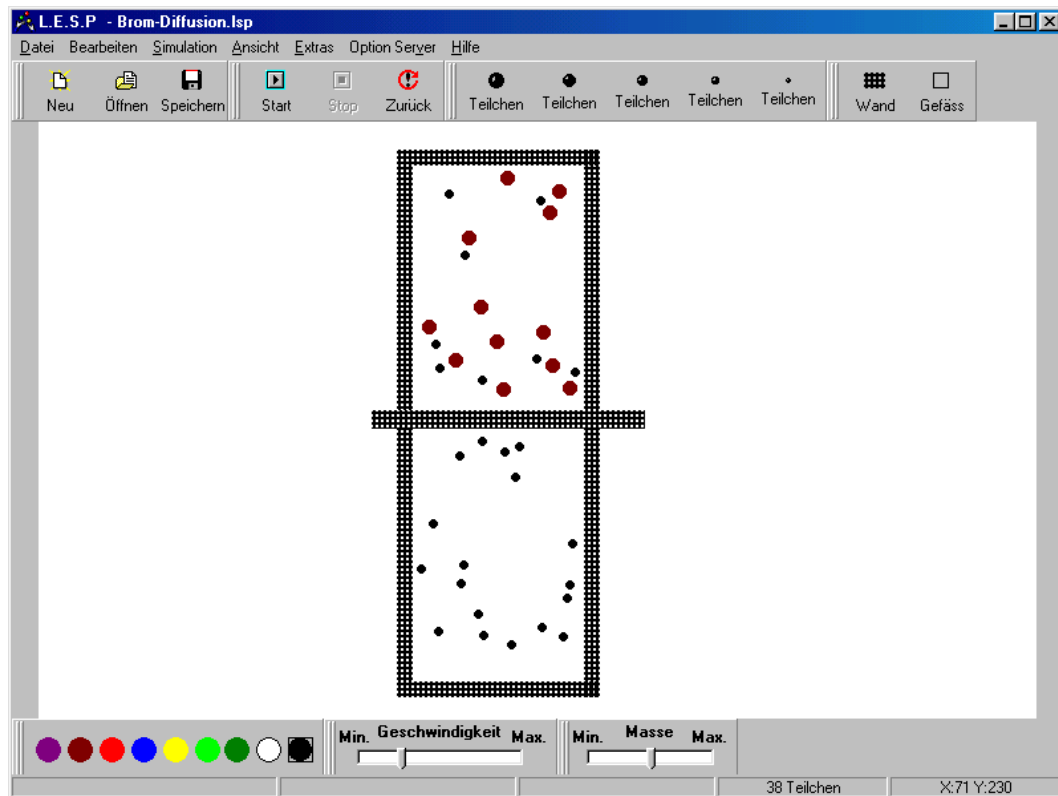 L.E.S.P - Brom-Diffusion.lsp
Datei Bearbeiten Simulation Ansicht Extras Option Server Hilfe
Neu Öffnen Speichern Start Stop Zurück Teilchen Teilchen Teilchen Teilchen Teilchen Wand Gefäss
Min. Geschwindigkeit Max. Min. Masse Max.
38 Teilchen X:71 Y:230